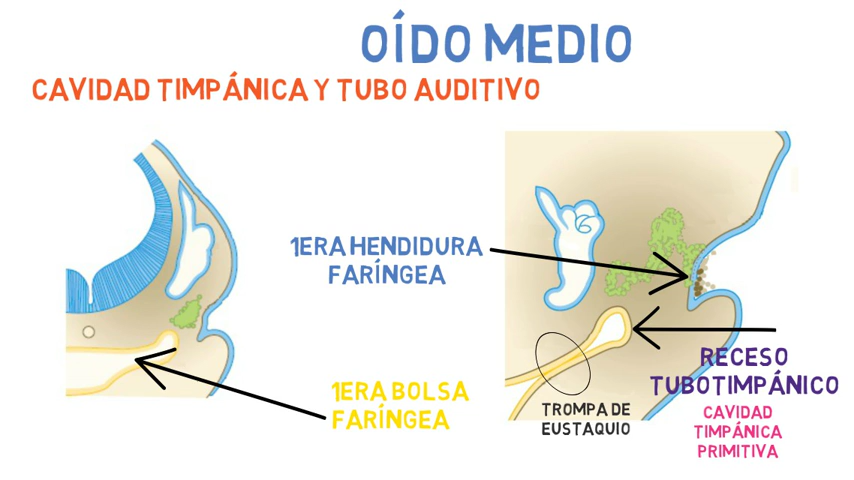 OÍDO MEDIO
CAVIDAD TIMPÁNICA Y TUBO AUDITIVO
1ERA HENDIDURA
FARÍNGEA
1ERA BOLSA
FARÍNGEA
TROMPA DE
EUSTAQUIO
RECESO
TUBOTIMPÁNICO
CAVIDAD
TIMPÁNICA
PRIMITIVA